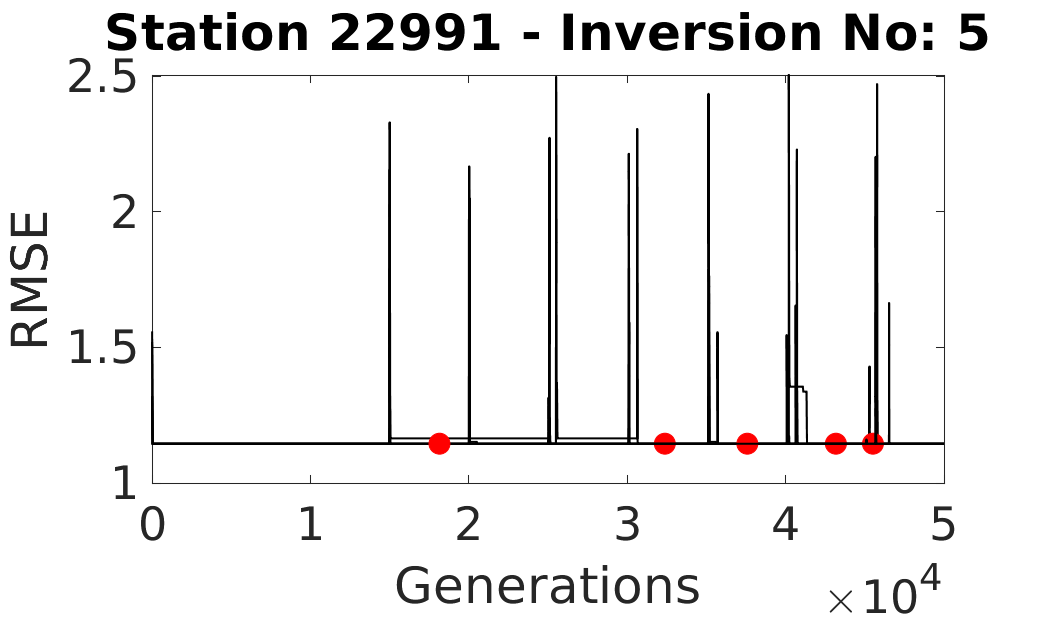 Station 22991 - Inversion No: 5
2.5
2
1.5
1
RMSE
0 1 2 3 4 5
Generations
×10⁴